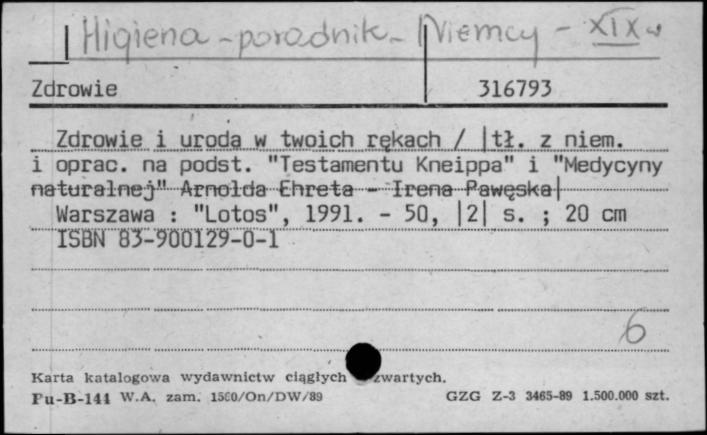 Higiena - poradnik - Niemcy - XIX w
Zdrowie 316793
Zdrowie i uroda w twoich rękach / |tł. z niem.
i oprac. na podst. "Testamentu Kneippa" i "Medycyny
naturalnej" Arnolda Ehreta - Irena Pawęska|
Warszawa : "Lotos", 1991. - 50, |2| s. ; 20 cm
ISBN 83-900129-0-1
6
Karta katalogowa wydawnictw ciągłych zwartych.
Pu-B-144 W.A. zam. 1560/On/DW/89 GZG Z-3 3465-89 1.500.000 szt.